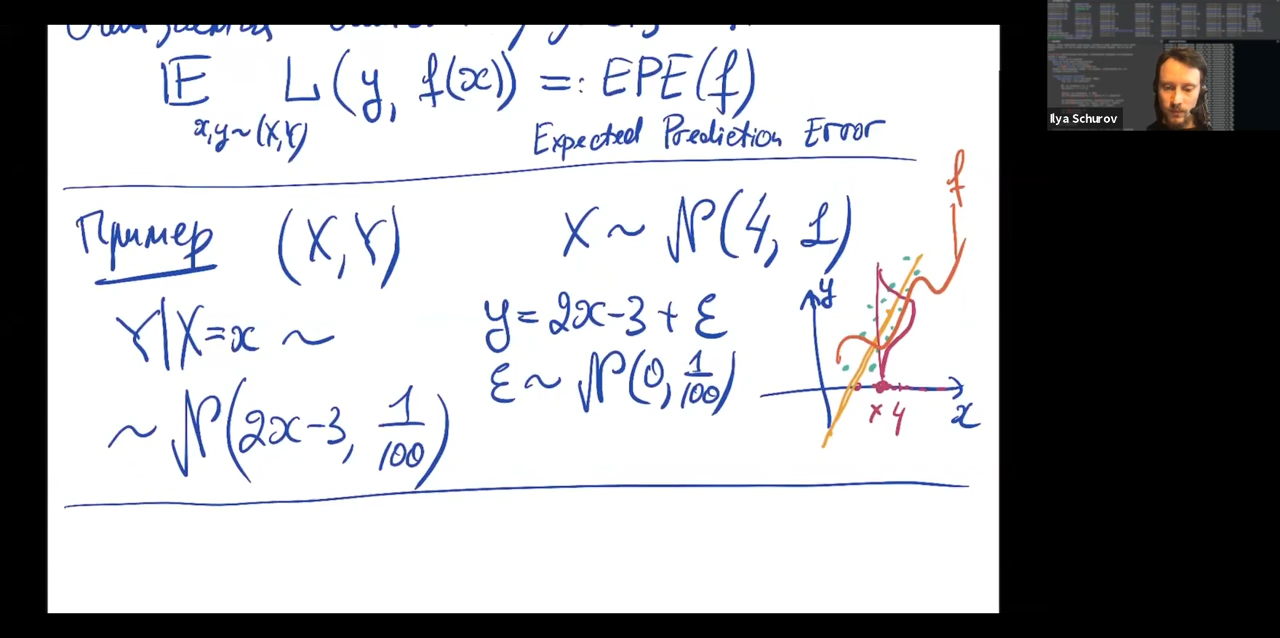 𝔼 L(y, f(x)) =: EPE(f)
x,y~(X,Y)
Expected Prediction Error
Пример (X,Y) X ~ N(4, 1)
Y|X=x ~ y = 2x-3 + ε
~ N(2x-3, 1/100) ε ~ N(0, 1/100)
f
y
x 4
x
Ilya Schurov